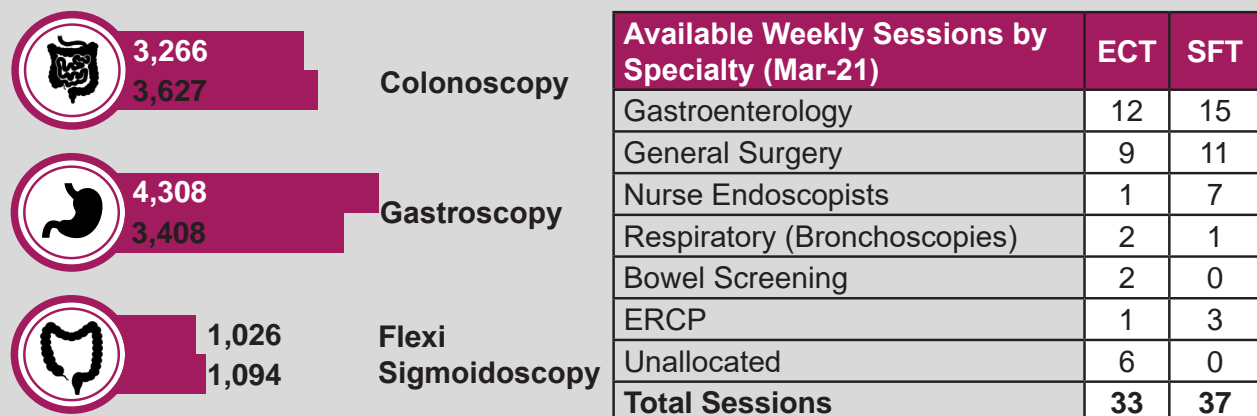 3,266
3,627
Colonoscopy
4,308
3,408
Gastroscopy
1,026
1,094
Flexi
Sigmoidoscopy
Available Weekly Sessions by
Specialty (Mar-21)
ECT SFT
Gastroenterology 12 15
General Surgery 9 11
Nurse Endoscopists 1 7
Respiratory (Bronchoscopies) 2 1
Bowel Screening 2 0
ERCP 1 3
Unallocated 6 0
Total Sessions 33 37